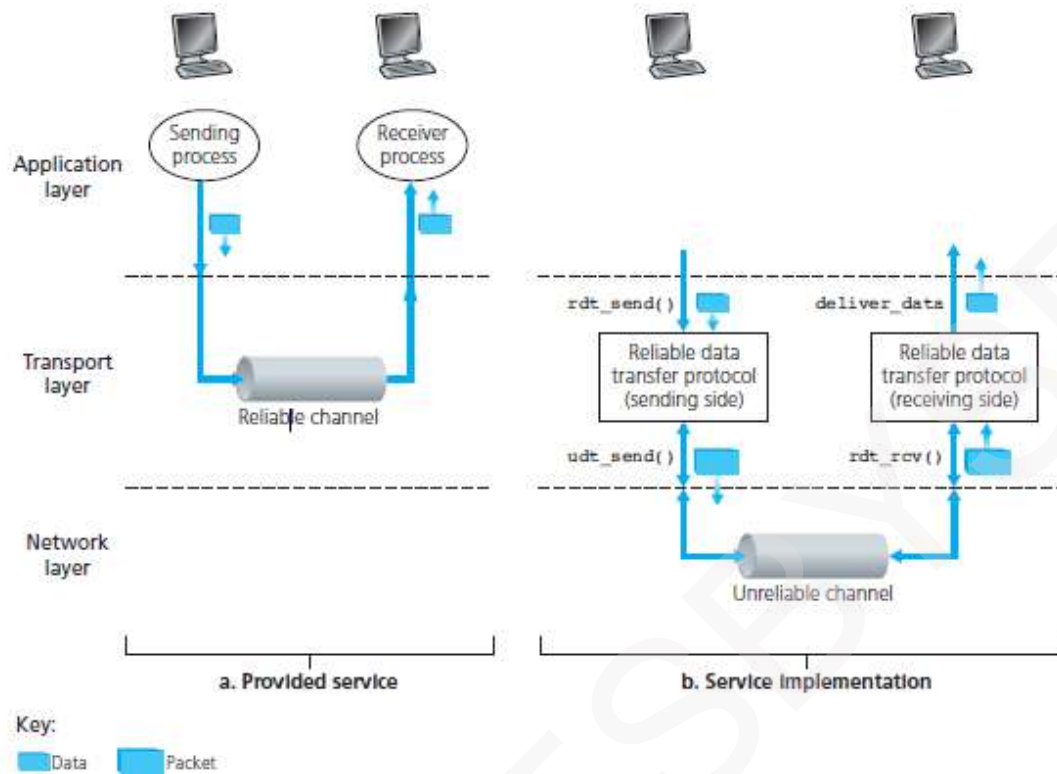 Sending
process
Receiver
process
Application
layer
rdt_send()
deliver_data
Transport
layer
Reliable channel
Reliable data
transfer protocol
(sending side)
Reliable data
transfer protocol
(receiving side)
udt_send()
rdt_rcv()
Network
layer
Unreliable channel
a. Provided service
b. Service implementation
Key:
Data
Packet